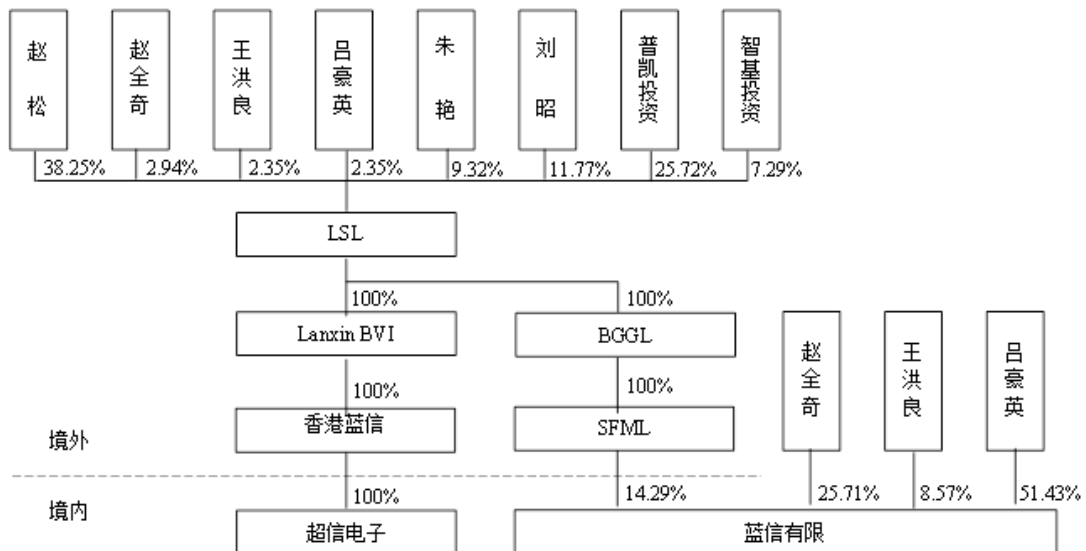 赵松
赵全奇
王洪良
吕豪英
朱艳
刘昭
普凯投资
智基投资
38.25%
2.94%
2.35%
2.35%
9.32%
11.77%
25.72%
7.29%
LSL
100%
100%
Lanxin BVI
BGGL
赵全奇
王洪良
吕豪英
100%
100%
香港蓝信
SFML
境外
境内
100%
14.29%
25.71%
8.57%
51.43%
超信电子
蓝信有限